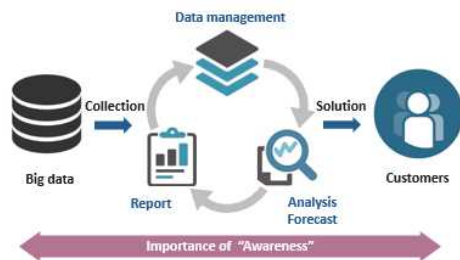 Data management
Collection
Solution
Big data
Report
Analysis
Forecast
Customers
Importance of “Awareness”